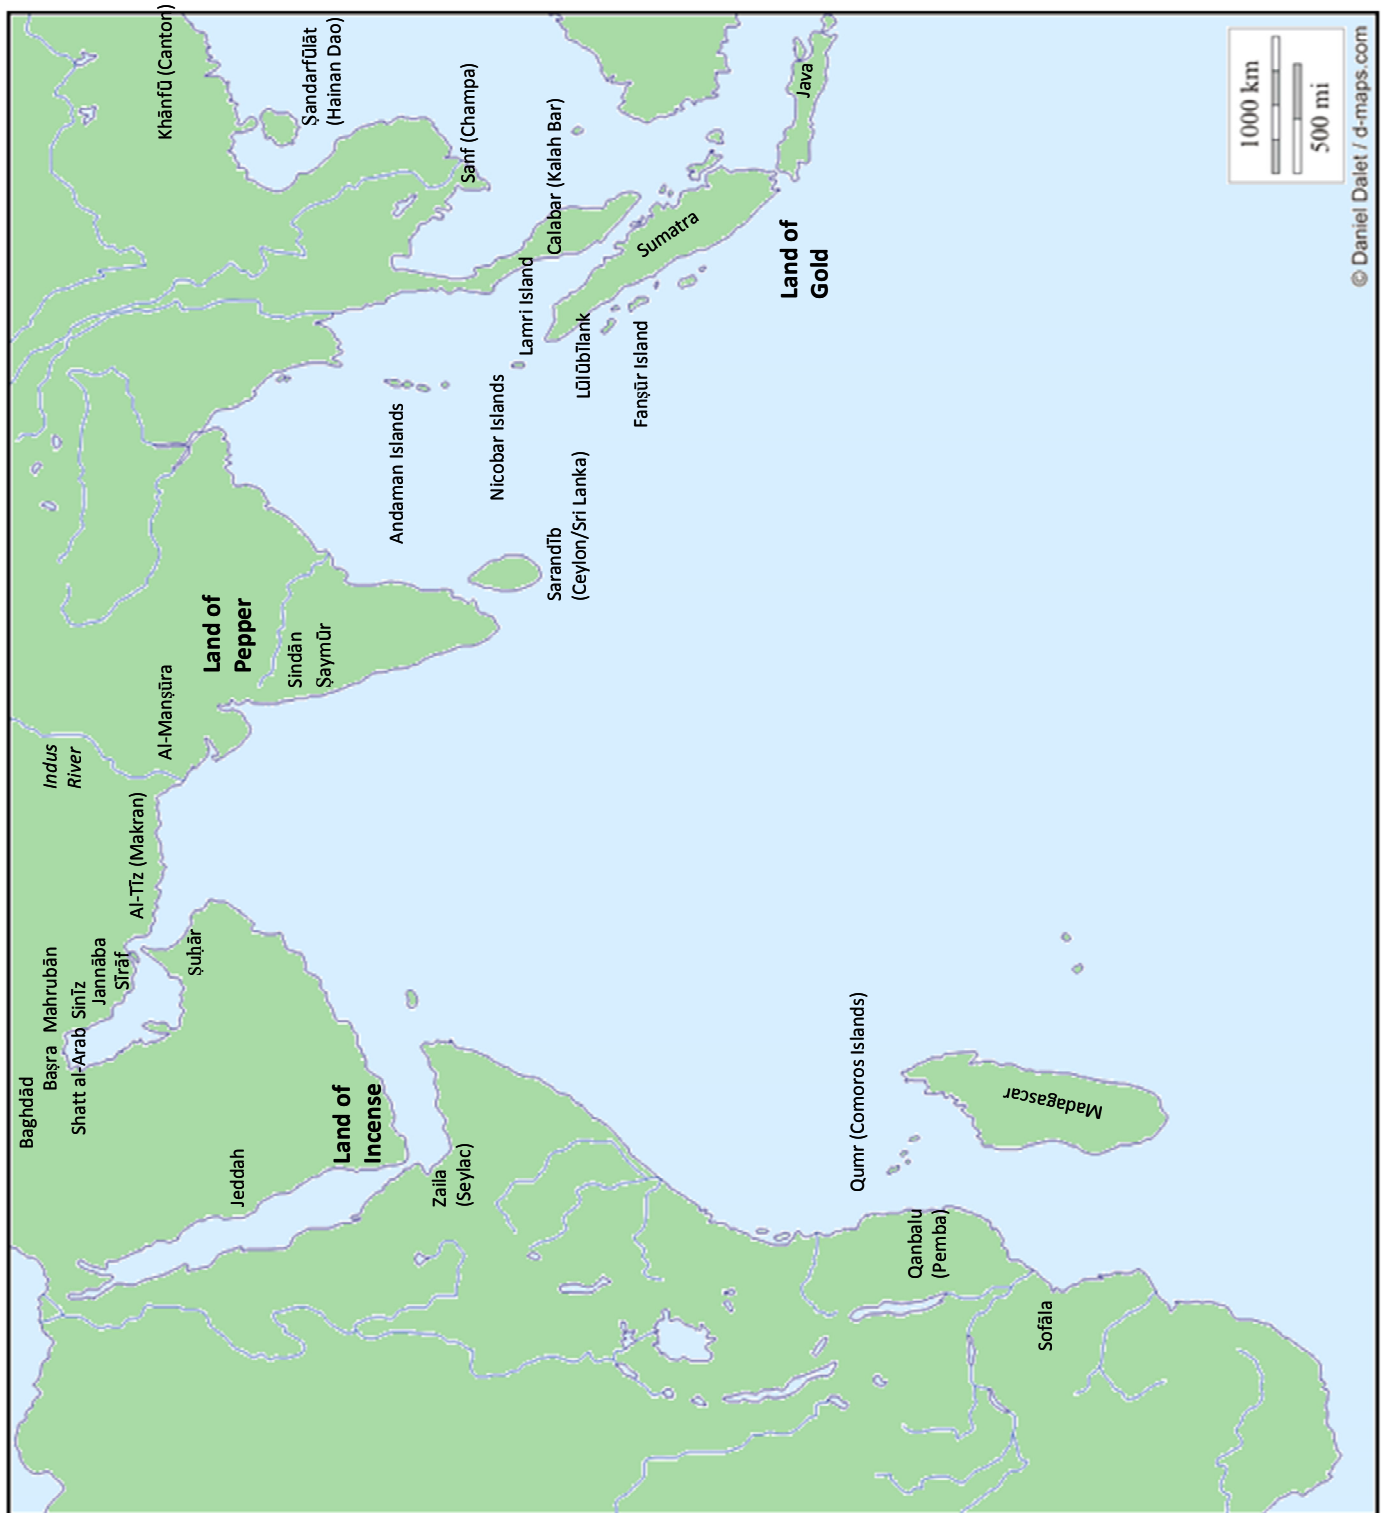 Baghdād
Baṣra
Mahrubān
Shatt al-Arab
Sinīz
Jannāba
Sīrāf
Al-Tīz (Makran)
Ṣuḥār
Indus
River
Al-Manṣūra
Khānfū (Canton)
Ṣandarfūlāt
(Hainan Dao)
Jeddah
Land of
Pepper
Sindān
Ṣaymūr
Land of
Incense
Andaman Islands
Zaila
(Seylac)
Sanf (Champa)
Nicobar Islands
Lamri Island
Calabar (Kalah Bar)
Sarandīb
(Ceylon/Sri Lanka)
Lūlūbīlank
Fanṣūr Island
Sumatra
Java
Land of
Gold
Qumr (Comoros Islands)
Qanbalu
(Pemba)
Madagascar
Sofāla
1000 km
500 mi
© Daniel Dalet / d-maps.com